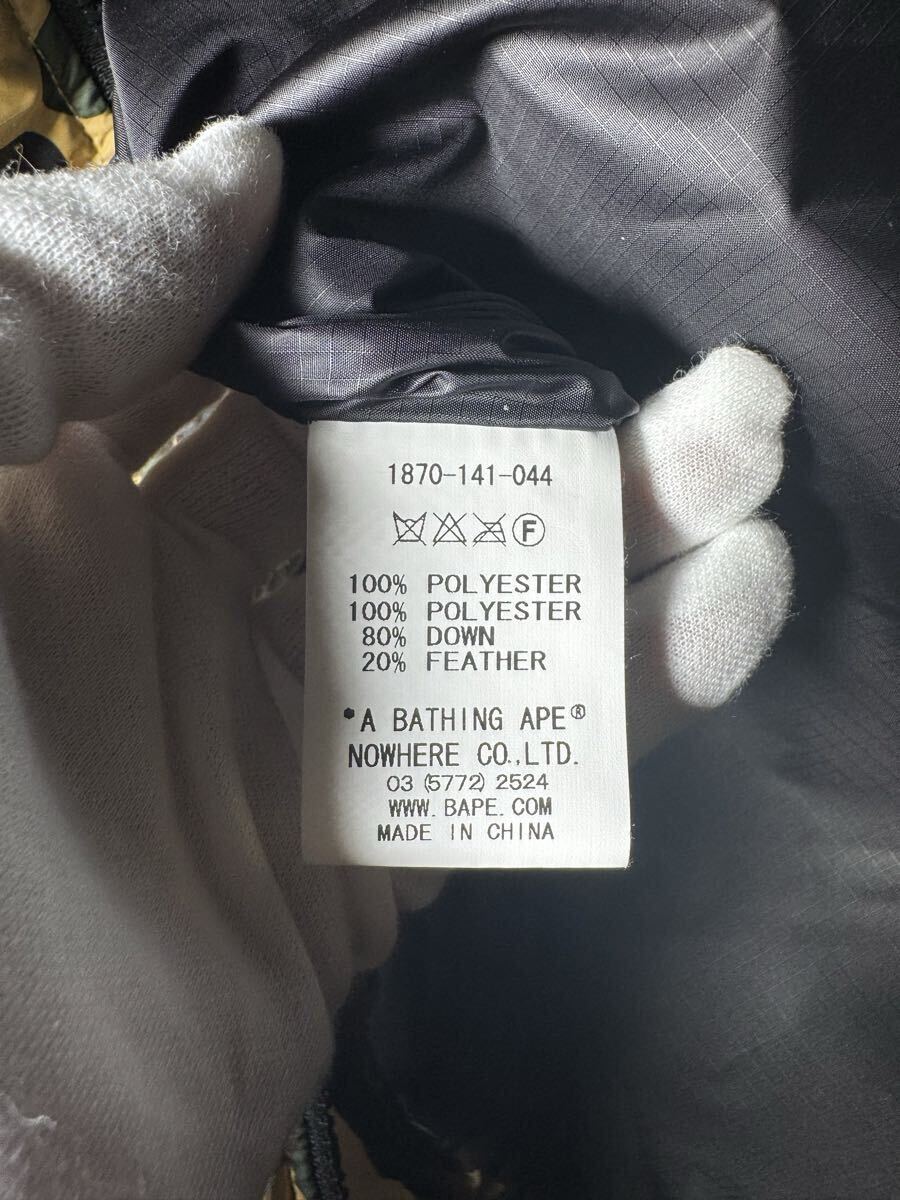 1870-141-044
F
100% POLYESTER
100% POLYESTER
80% DOWN
20% FEATHER
*A BATHING APE®
NOWHERE CO.,LTD.
03 (5772) 2524
WWW. BAPE. COM
MADE IN CHINA